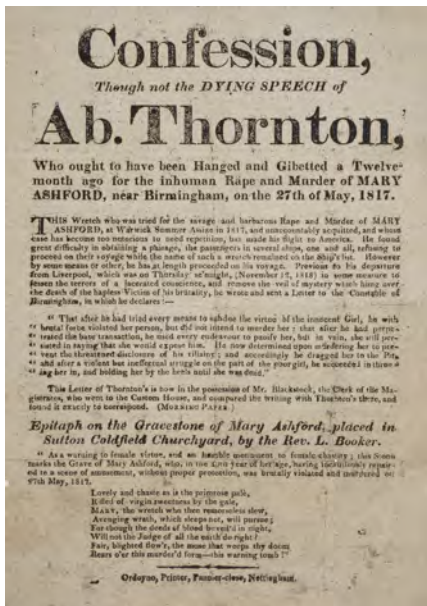 Confession,
Though not the DYING SPEECH of
Ab. Thornton,
Who ought to have been Hanged and Gibetted a Twelve-
month ago for the inhuman Rape and Murder of MARY
ASHFORD, near Birmingham, on the 27th of May, 1817.
THIS Wretch who was tried for the savage and barbarous Rape and Murder of MARY
ASHFORD, at Warwick Summer Assizes in 1817, and unaccountably acquitted, and whose
case has become too notorious to need repetition, has made his flight to America. He found
great difficulty in obtaining a passage, the passengers in several ships, one and all, refusing to
proceed on their voyage while the name of such a wretch remained on the Ship's list. However
by some means or other, he has at length proceeded on his voyage. Previous to his departure
from Liverpool, which was on Thursday se'nnight, (November 12, 1818) in some measure to
lessen the terrors of a lacerated conscience, and remove the veil of mystery which hung over
the death of the hapless Victim of his brutality, he wrote and sent a Letter to the Constable of
Birmingham, in which he declares:—
" That after he had tried every means to subdue the virtue of the innocent Girl, he with
" brutal force violated her person, but did not intend to murder her; that after he had perpe-
" trated the base transaction, he used every endeavour to pacify her, but in vain, she still per-
" sisted in saying that she would expose him. He now determined upon murdering her to pre-
" vent the threatened disclosure of his villainy; and accordingly he dragged her to the Pit,
" and after a violent but ineffectual struggle on the part of the poor girl, he succeeded in throw-
" ing her in, and holding her by the heels until she was dead."
This Letter of Thornton's is now in the possession of Mr. Blackstock, the Clerk of the Ma-
gistrates, who went to the Custom House, and compared the writing with Thornton's there, and
found it exactly to correspond. (MORNING PAPER)
Epitaph on the Gravestone of Mary Ashford, placed in
Sutton Coldfield Churchyard, by the Rev. L. Booker.
" As a warning to female virtue, and an humble monument to female chastity; this Stone
marks the Grave of Mary Ashford, who, in the 20th year of her age, having incautiously repair-
ed to a scene of amusement, without proper protection, was brutally violated and murdered on
27th May, 1817.
Lovely and chaste as is the primrose pale,
Rifled of virgin sweetness by the gale,
MARY, the wretch who thee remorseless slew,
Avenging wrath, which sleeps not, will pursue;
For though the deeds of blood be veil'd in night,
Will not the Judge of all the earth do right?
Fair, blighted flow'r, the muse that weeps thy doom
Rears o'er this murder'd form—this warning tomb!"
Ordoyno, Printer, Nottingham.